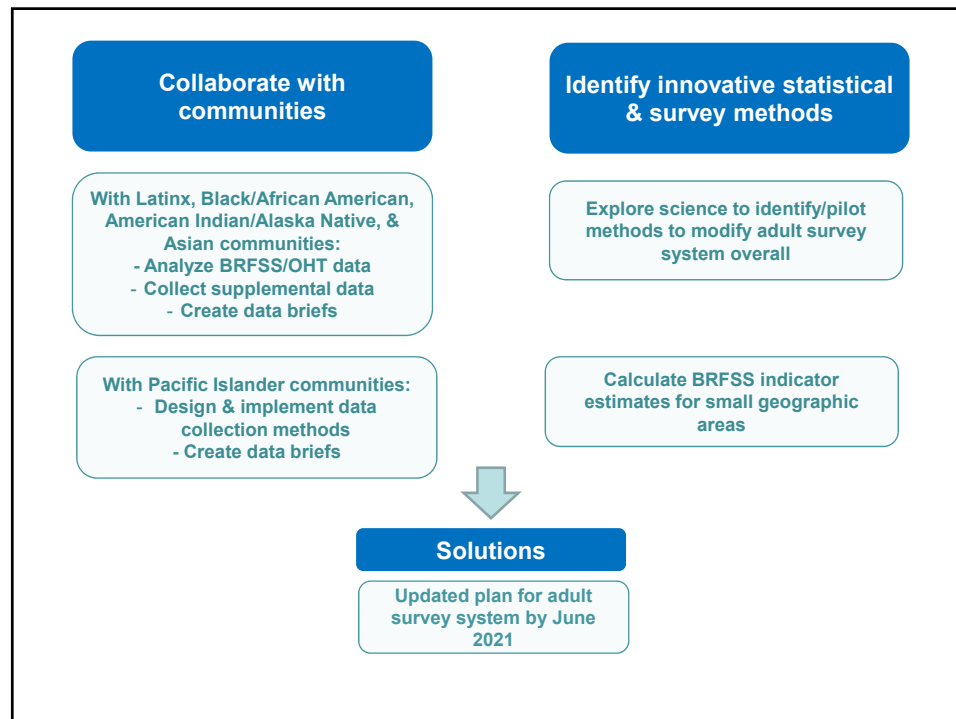 Collaborate with
communities
With Latinx, Black/African American,
American Indian/Alaska Native, &
Asian communities:
- Analyze BRFSS/OHT data
- Collect supplemental data
- Create data briefs
With Pacific Islander communities:
- Design & implement data
collection methods
- Create data briefs
Identify innovative statistical
& survey methods
Explore science to identify/pilot
methods to modify adult survey
system overall
Calculate BRFSS indicator
estimates for small geographic
areas
Solutions
Updated plan for adult
survey system by June
2021